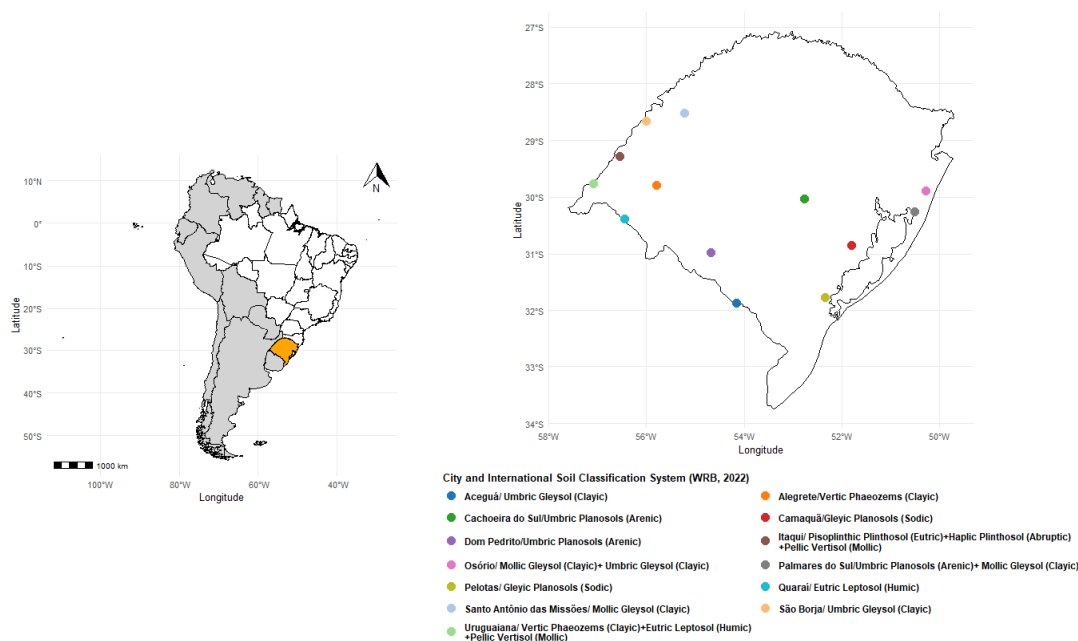 N
10°N
0°
10°S
20°S
30°S
40°S
50°S
Latitude
1000 km
100°W
80°W
60°W
40°W
Longitude
27°S
28°S
29°S
30°S
31°S
32°S
33°S
34°S
Latitude
58°W
56°W
54°W
52°W
50°W
Longitude
City and International Soil Classification System (WRB, 2022)
Aceguá/ Umbric Gleysol (Clayic)
Alegrete/Vertic Phaeozems (Clayic)
Cachoeira do Sul/Umbric Planosols (Arenic)
Camaquã/Gleyic Planosols (Sodic)
Dom Pedrito/Umbric Planosols (Arenic)
Itaqui/ Pisoplinthic Plinthosol (Eutric)+Haplic Plinthosol (Abruptic)
+Pellic Vertisol (Mollic)
Osório/ Mollic Gleysol (Clayic)+ Umbric Gleysol (Clayic)
Palmares do Sul/Umbric Planosols (Arenic)+ Mollic Gleysol (Clayic)
Pelotas/ Gleyic Planosols (Sodic)
Quaraí/ Eutric Leptosol (Humic)
Santo Antônio das Missões/ Mollic Gleysol (Clayic)
São Borja/ Umbric Gleysol (Clayic)
Uruguaiana/ Vertic Phaeozems (Clayic)+Eutric Leptosol (Humic)
+Pellic Vertisol (Mollic)